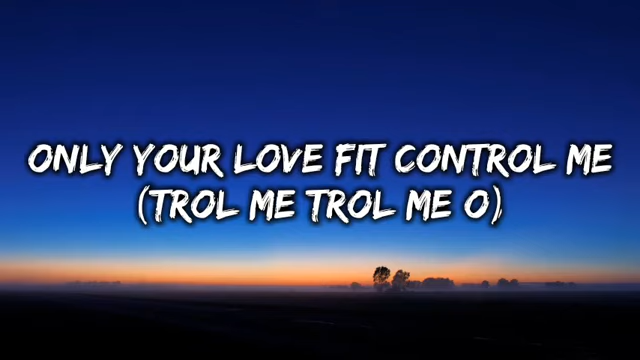 ONLY YOUR LOVE FIT CONTROL ME
(TROL ME TROL ME O)